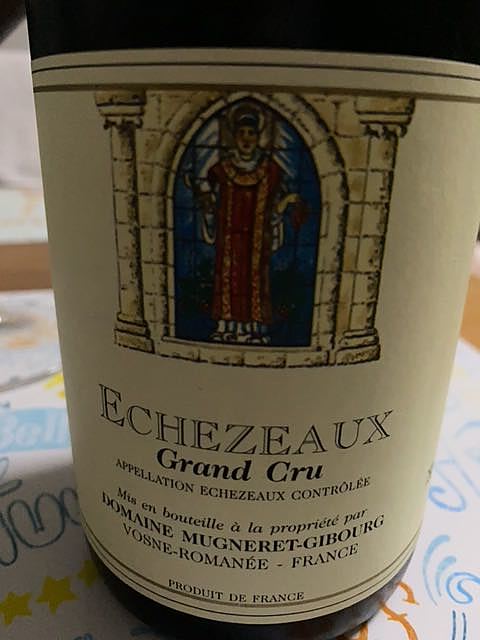 ECHEZEAUX
Grand Cru
APPELLATION ECHEZEAUX CONTRÔLÉE
Mis en bouteille à la propriété par
DOMAINE MUGNERET-GIBOURG
VOSNE-ROMANÉE - FRANCE
PRODUIT DE FRANCE